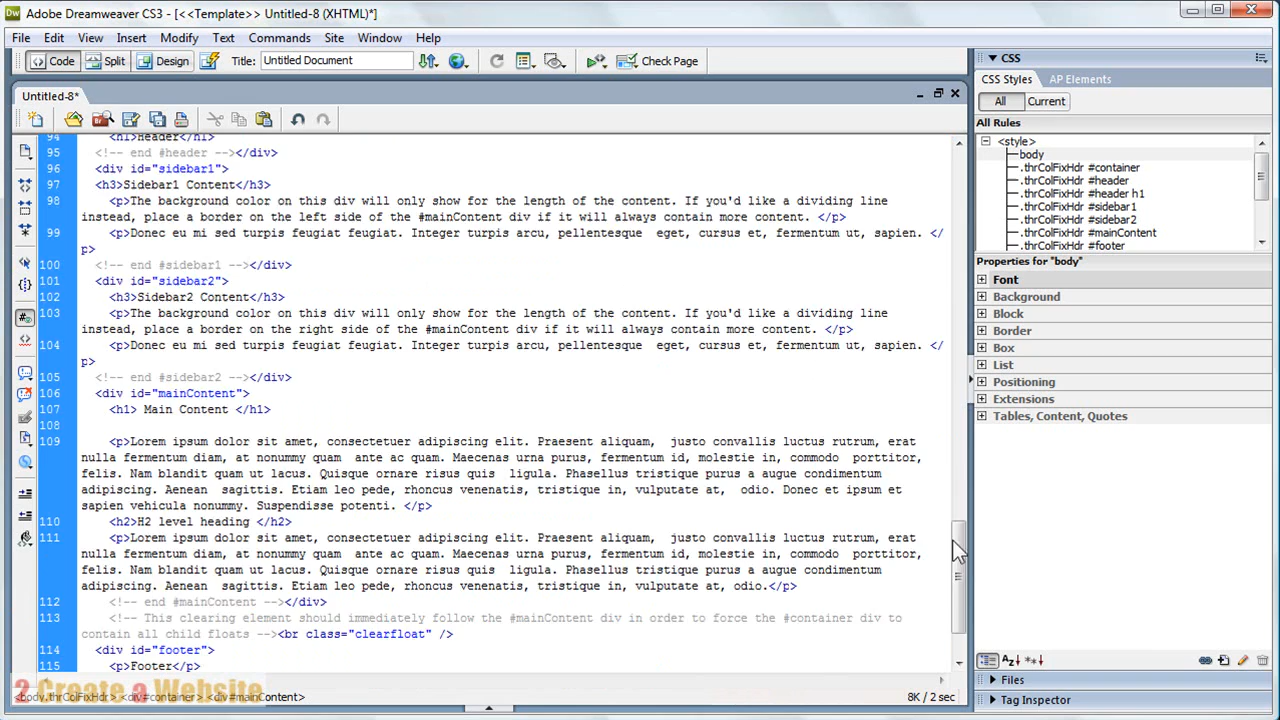 Adobe Dreamweaver CS3 - [<<Template>> Untitled-8 (XHTML)*]
File Edit View Insert Modify Text Commands Site Window Help
Code Split Design Title: Untitled Document Check Page
Untitled-8*
94 <h1>Header</h1>
95 <!-- end #header --></div>
96 <div id="sidebar1">
97 <h3>Sidebar1 Content</h3>
98 <p>The background color on this div will only show for the length of the content. If you'd like a dividing line
instead, place a border on the left side of the #mainContent div if it will always contain more content. </p>
99 <p>Donec eu mi sed turpis feugiat feugiat. Integer turpis arcu, pellentesque  eget, cursus et, fermentum ut, sapien. </
p>
100 <!-- end #sidebar1 --></div>
101 <div id="sidebar2">
102 <h3>Sidebar2 Content</h3>
103 <p>The background color on this div will only show for the length of the content. If you'd like a dividing line
instead, place a border on the right side of the #mainContent div if it will always contain more content. </p>
104 <p>Donec eu mi sed turpis feugiat feugiat. Integer turpis arcu, pellentesque  eget, cursus et, fermentum ut, sapien. </
p>
105 <!-- end #sidebar2 --></div>
106 <div id="mainContent">
107 <h1> Main Content </h1>
108
109 <p>Lorem ipsum dolor sit amet, consectetuer adipiscing elit. Praesent aliquam,  justo convallis luctus rutrum, erat
nulla fermentum diam, at nonummy quam  ante ac quam. Maecenas urna purus, fermentum id, molestie in, commodo  porttitor,
felis. Nam blandit quam ut lacus. Quisque ornare risus quis  ligula. Phasellus tristique purus a augue condimentum
adipiscing. Aenean  sagittis. Etiam leo pede, rhoncus venenatis, tristique in, vulputate at,  odio. Donec et ipsum et
sapien vehicula nonummy. Suspendisse potenti. </p>
110 <h2>H2 level heading </h2>
111 <p>Lorem ipsum dolor sit amet, consectetuer adipiscing elit. Praesent aliquam,  justo convallis luctus rutrum, erat
nulla fermentum diam, at nonummy quam  ante ac quam. Maecenas urna purus, fermentum id, molestie in, commodo  porttitor,
felis. Nam blandit quam ut lacus. Quisque ornare risus quis  ligula. Phasellus tristique purus a augue condimentum
adipiscing. Aenean  sagittis. Etiam leo pede, rhoncus venenatis, tristique in, vulputate at, odio.</p>
112 <!-- end #mainContent --></div>
113 <!-- This clearing element should immediately follow the #mainContent div in order to force the #container div to
contain all child floats --><br class="clearfloat" />
114 <div id="footer">
115 <p>Footer</p>
2 Create a Website
<body.thrColFixHdr> <div#container> <div#mainContent> 8K / 2 sec
CSS
CSS Styles AP Elements
All Current
All Rules
<style>
body
.thrColFixHdr #container
.thrColFixHdr #header
.thrColFixHdr #header h1
.thrColFixHdr #sidebar1
.thrColFixHdr #sidebar2
.thrColFixHdr #mainContent
.thrColFixHdr #footer
Properties for "body"
Font
Background
Block
Border
Box
List
Positioning
Extensions
Tables, Content, Quotes
Files
Tag Inspector